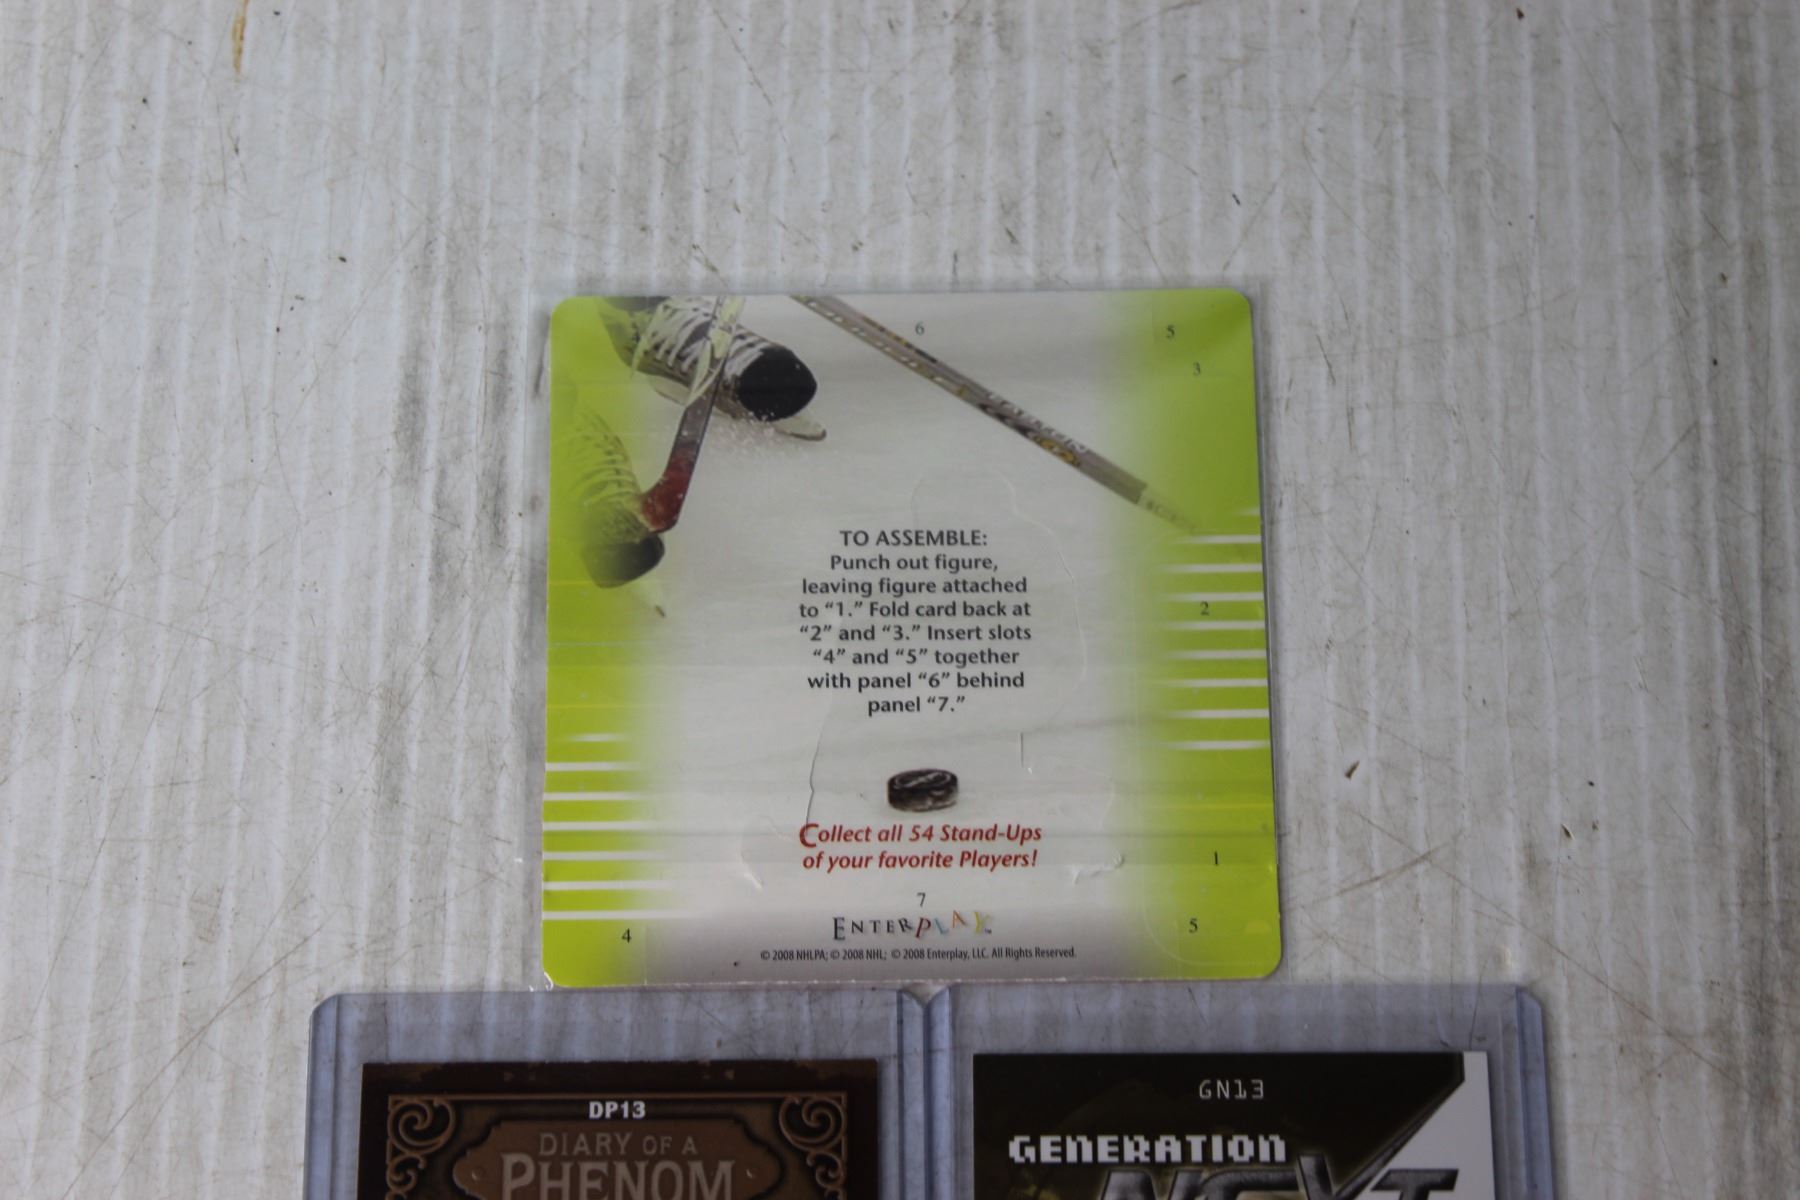 6
5
3
TO ASSEMBLE:
Punch out figure,
leaving figure attached
to “1.” Fold card back at
“2” and “3.” Insert slots
“4” and “5” together
with panel “6” behind
panel “7.”
2
Collect all 54 Stand-Ups
of your favorite Players!
1
7
ENTERPLAY™
4
5
© 2008 NHLPA; © 2008 NHL; © 2008 Enterplay, LLC. All Rights Reserved.
DP13
DIARY OF A
PHENOM
GN13
GENERATION
NEXT